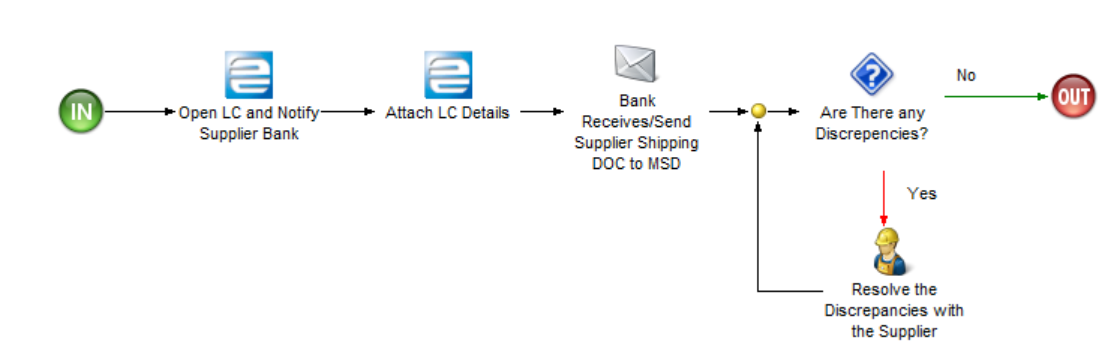 IN
Open LC and Notify
Supplier Bank
Attach LC Details
Bank
Receives/Send
Supplier Shipping
DOC to MSD
Are There any
Discrepencies?
No
OUT
Yes
Resolve the
Discrepancies with
the Supplier